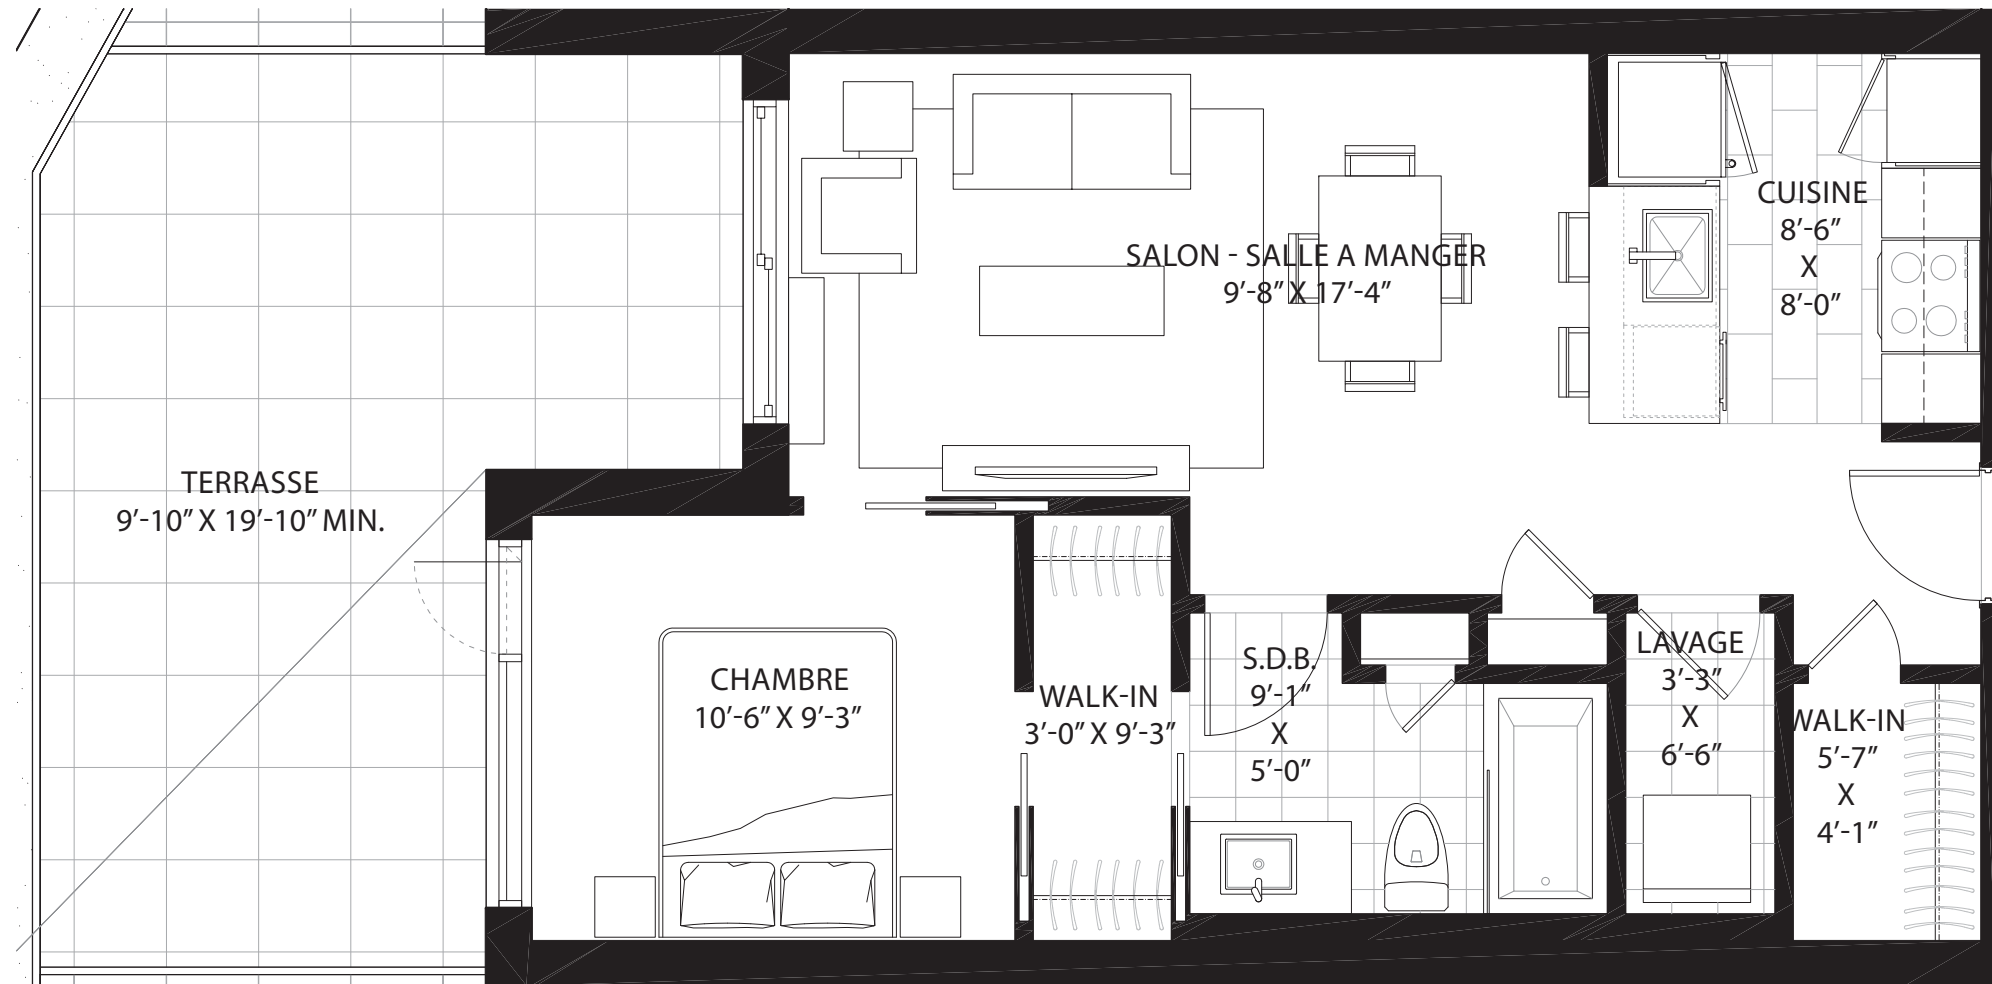 CUISINE
8′-6″
X
8′-0″
SALON - SALLE A MANGER
9′-8″ X 17′-4″
TERRASSE
9′-10″ X 19′-10″ MIN.
CHAMBRE
10′-6″ X 9′-3″
WALK-IN
3′-0″ X 9′-3″
S.D.B.
9′-1″
X
5′-0″
LAVAGE
3′-3″
X
6′-6″
WALK-IN
5′-7″
X
4′-1″